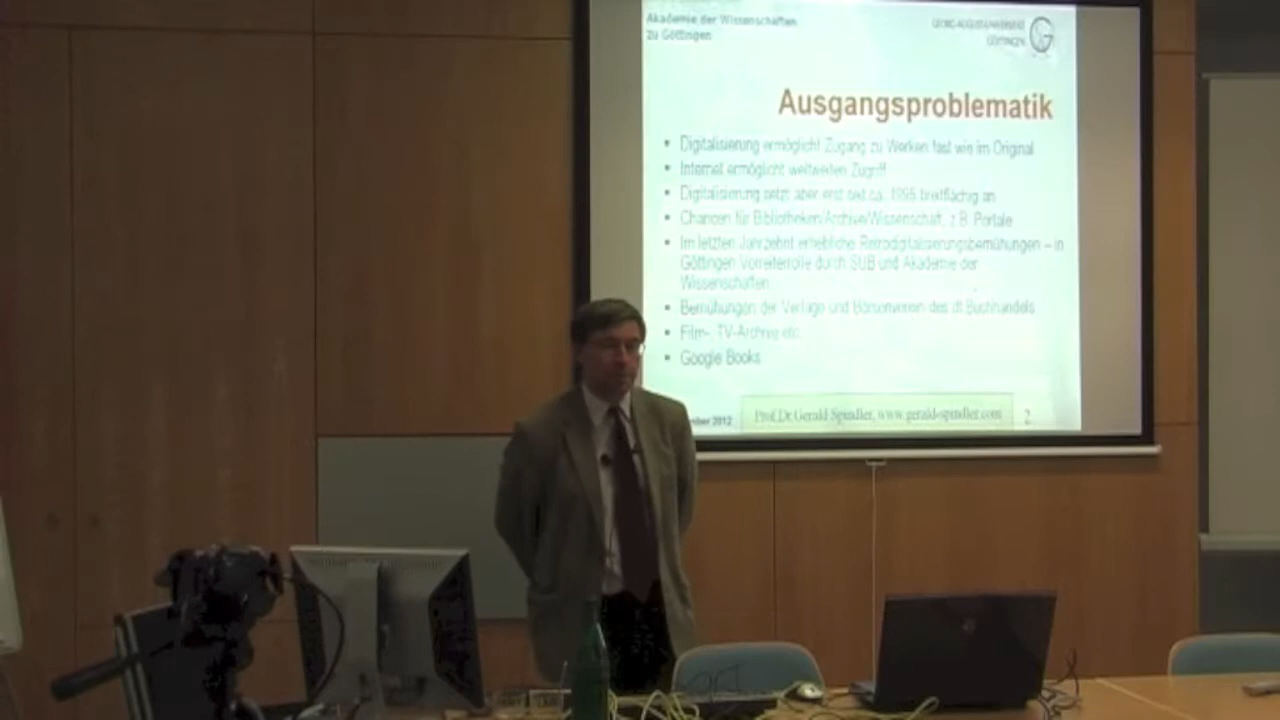 Akademie der Wissenschaften
zu Göttingen
GEORG-AUGUST-UNIVERSITÄT
GÖTTINGEN
Ausgangsproblematik
• Digitalisierung ermöglicht Zugang zu Werken fast wie im Original
• Internet ermöglicht weltweiten Zugriff
• Digitalisierung setzt aber erst seit ca. 1995 breitflächig an
• Chancen für Bibliotheken/Archive/Wissenschaft, z.B. Portale
• Im letzten Jahrzehnt erhebliche Retrodigitalisierungsbemühungen – in
Göttingen Vorreiterrolle durch SUB und Akademie der
Wissenschaften
• Bemühungen der Verlage und Börsenverein des dt. Buchhandels
• Film-, TV-Archive etc.
• Google Books
2012
Prof. Dr. Gerald Spindler, www.gerald-spindler.com
2